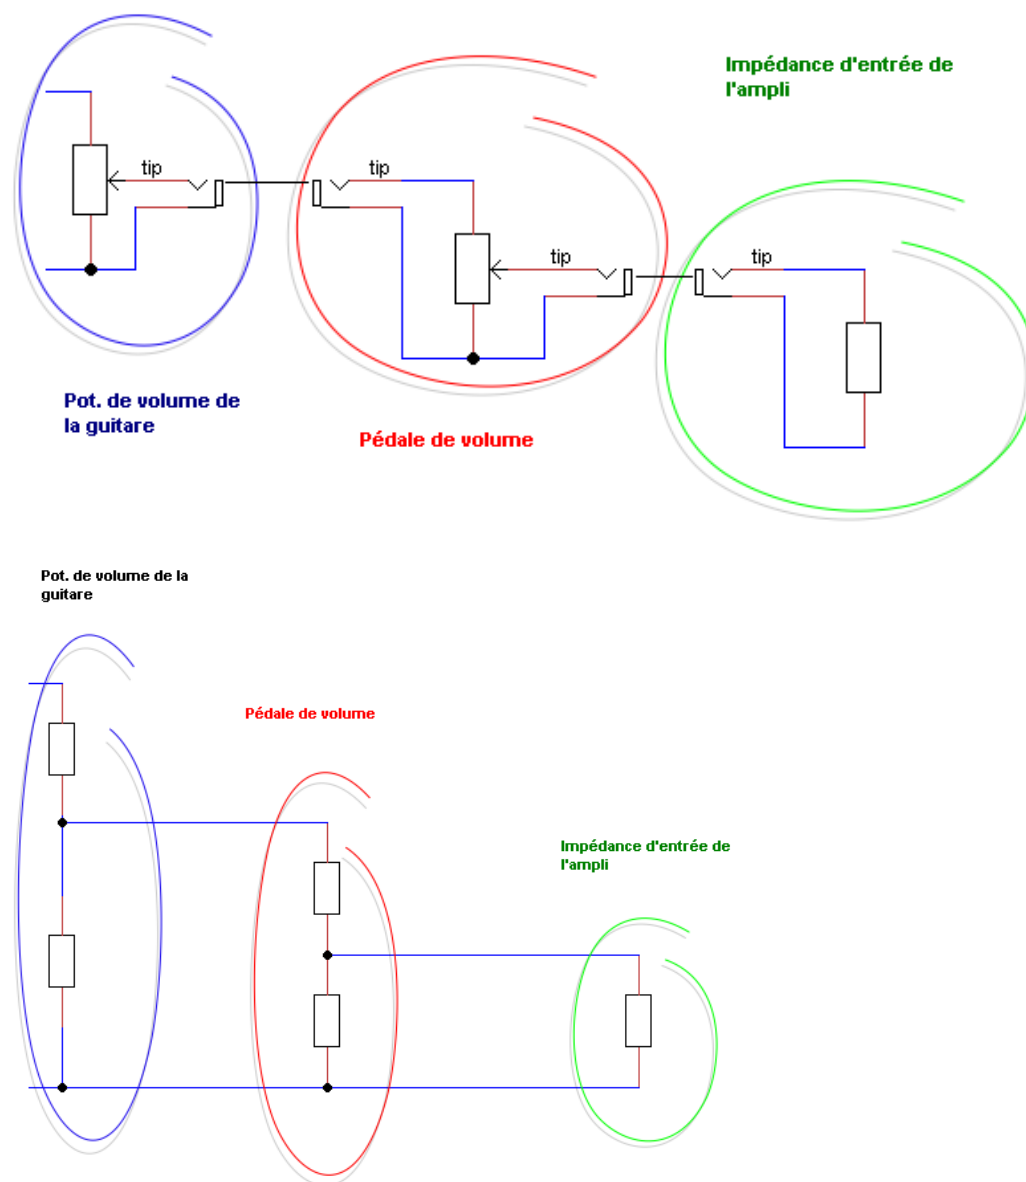 Impédance d'entrée de
l'ampli
tip
tip
tip
tip
Pot. de volume de
la guitare
Pédale de volume
Pot. de volume de la
guitare
Pédale de volume
Impédance d'entrée de
l'ampli